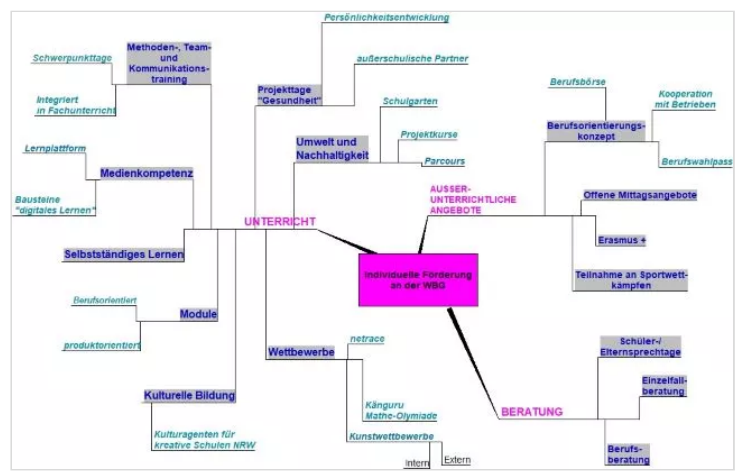 Persönlichkeitsentwicklung
Methoden-, Team-
und
Kommunikations-
training
Schwerpunkttage
Integriert
in Fachunterricht
Projekttage
"Gesundheit"
außerschulische Partner
Schulgarten
Umwelt und
Nachhaltigkeit
Projektkurse
Parcours
Berufsbörse
Kooperation
mit Betrieben
Berufsorientierungs-
konzept
Berufswahlpass
Lernplattform
Medienkompetenz
Bausteine
"digitales Lernen"
AUSSER-
UNTERRICHTLICHE
ANGEBOTE
Offene Mittagsangebote
Erasmus +
Teilnahme an Sportwett-
kämpfen
UNTERRICHT
Selbstständiges Lernen
Individuelle Förderung
an der WBG
Berufsorientiert
Module
produktorientiert
Wettbewerbe
netrace
Känguru
Mathe-Olymiade
Kunstwettbewerbe
Intern
Extern
Kulturelle Bildung
Kulturagenten für
kreative Schulen NRW
BERATUNG
Schüler-/
Elternsprechtage
Einzelfall-
beratung
Berufs-
beratung